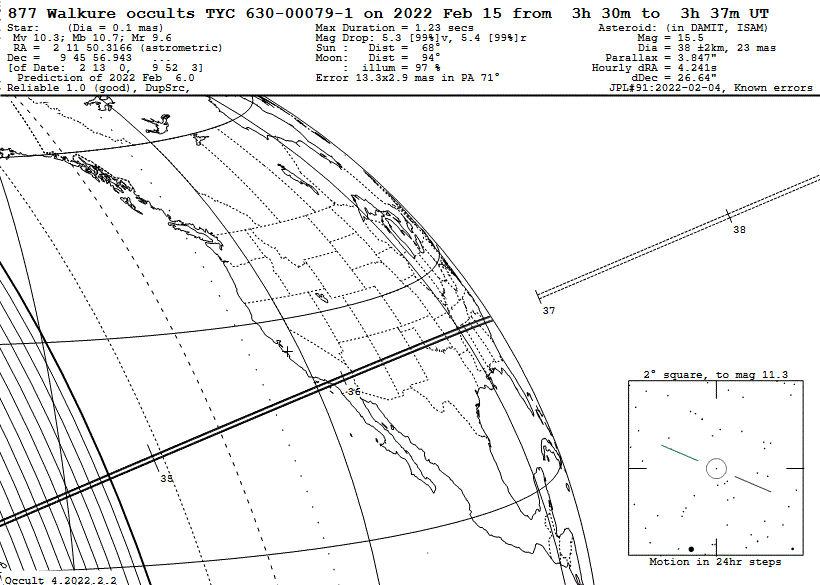 877 Walkure occults TYC 630-00079-1 on 2022 Feb 15 from  3h 30m to  3h 37m UT
Star:    (Dia = 0.1 mas)
Mv 10.3; Mb 10.7; Mr 9.6
RA =  2 11 50.3166 (astrometric)
Dec =   9 45 56.943   ...
[of Date:  2 13  0,   9 52  3]
Prediction of 2022 Feb  6.0
Reliable 1.0 (good), DupSrc,
Max Duration = 1.23 secs
Mag Drop: 5.3 [99%]v, 5.4 [99%]r
Sun :   Dist =  68°
Moon:   Dist =  94°
:  illum = 97 %
Error 13.3x2.9 mas in PA 71°
Asteroid: (in DAMIT, ISAM)
Mag = 15.5
Dia = 38 ±2km, 23 mas
Parallax = 3.847"
Hourly dRA = 4.241s
dDec = 26.64"
JPL#91:2022-02-04, Known errors
38
37
36
35
2° square, to mag 11.3
Motion in 24hr steps
Occult 4.2022.2.2